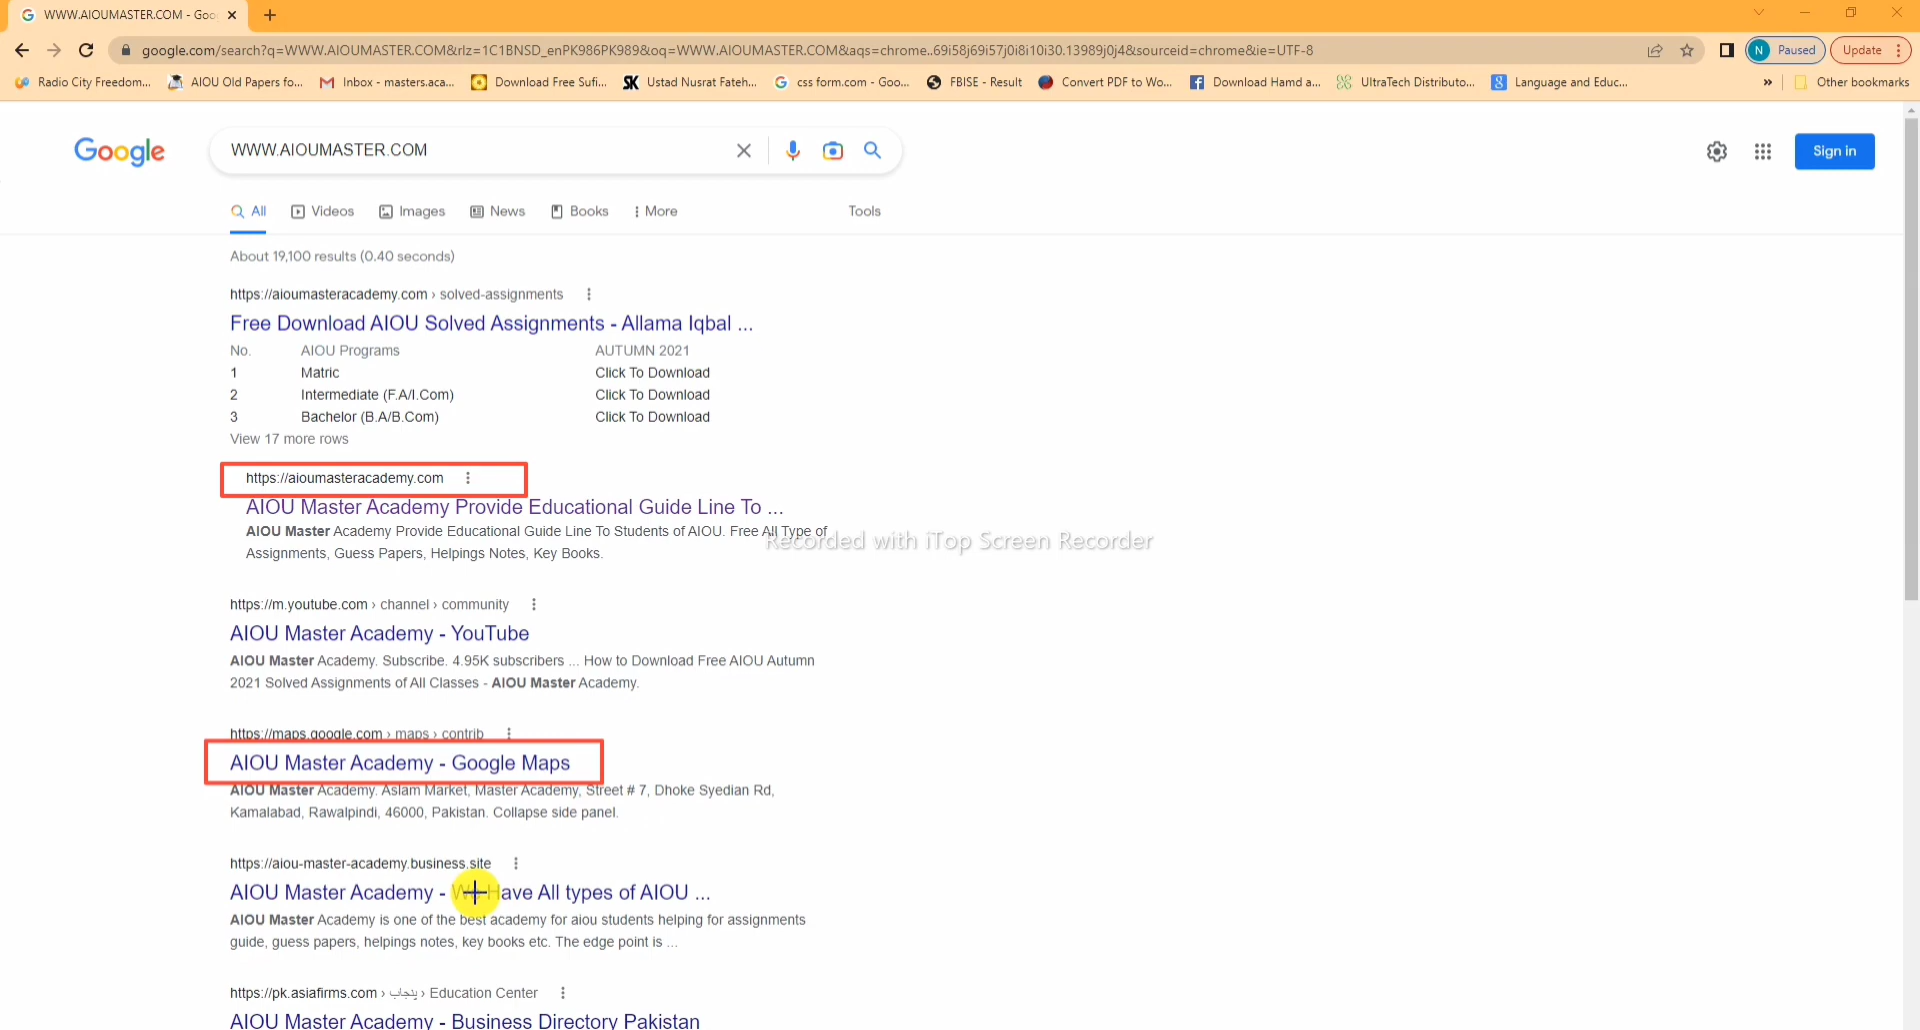 WWW.AIOUMASTER.COM - Goo
google.com/search?q=WWW.AIOUMASTER.COM&rlz=1C1BNSD_enPK986PK989&oq=WWW.AIOUMASTER.COM&aqs=chrome..69i58j69i57j0i8i10i30.13989j0j4&sourceid=chrome&ie=UTF-8
N Paused
Update
Radio City Freedom... AIOU Old Papers fo... Inbox - masters.aca... Download Free Sufi... SK Ustad Nusrat Fateh... css form.com - Goo... FBISE - Result Convert PDF to Wo... Download Hamd a... UltraTech Distributo... Language and Educ... » Other bookmarks
Google
WWW.AIOUMASTER.COM
Sign in
All Videos Images News Books More Tools
About 19,100 results (0.40 seconds)
https://aioumasteracademy.com › solved-assignments
Free Download AIOU Solved Assignments - Allama Iqbal ...
No. AIOU Programs AUTUMN 2021
1 Matric Click To Download
2 Intermediate (F.A/I.Com) Click To Download
3 Bachelor (B.A/B.Com) Click To Download
View 17 more rows
https://aioumasteracademy.com
AIOU Master Academy Provide Educational Guide Line To ...
AIOU Master Academy Provide Educational Guide Line To Students of AIOU. Free All Type of
Assignments, Guess Papers, Helpings Notes, Key Books.
Recorded with iTop Screen Recorder
https://m.youtube.com › channel › community
AIOU Master Academy - YouTube
AIOU Master Academy. Subscribe. 4.95K subscribers ... How to Download Free AIOU Autumn
2021 Solved Assignments of All Classes - AIOU Master Academy.
https://maps.google.com › maps › contrib
AIOU Master Academy - Google Maps
AIOU Master Academy. Aslam Market, Master Academy, Street # 7, Dhoke Syedian Rd,
Kamalabad, Rawalpindi, 46000, Pakistan. Collapse side panel.
https://aiou-master-academy.business.site
AIOU Master Academy - We Have All types of AIOU ...
AIOU Master Academy is one of the best academy for aiou students helping for assignments
guide, guess papers, helpings notes, key books etc. The edge point is ...
https://pk.asiafirms.com › پنجاب › Education Center
AIOU Master Academy - Business Directory Pakistan